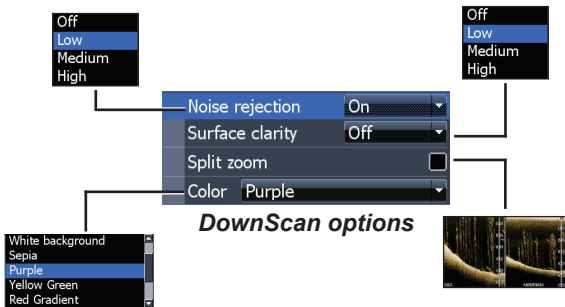 Off
Low
Medium
High
Off
Low
Medium
High
Noise rejection On
Surface clarity Off
Split zoom
Color Purple
DownScan options
White background
Sepia
Purple
Yellow Green
Red Gradient